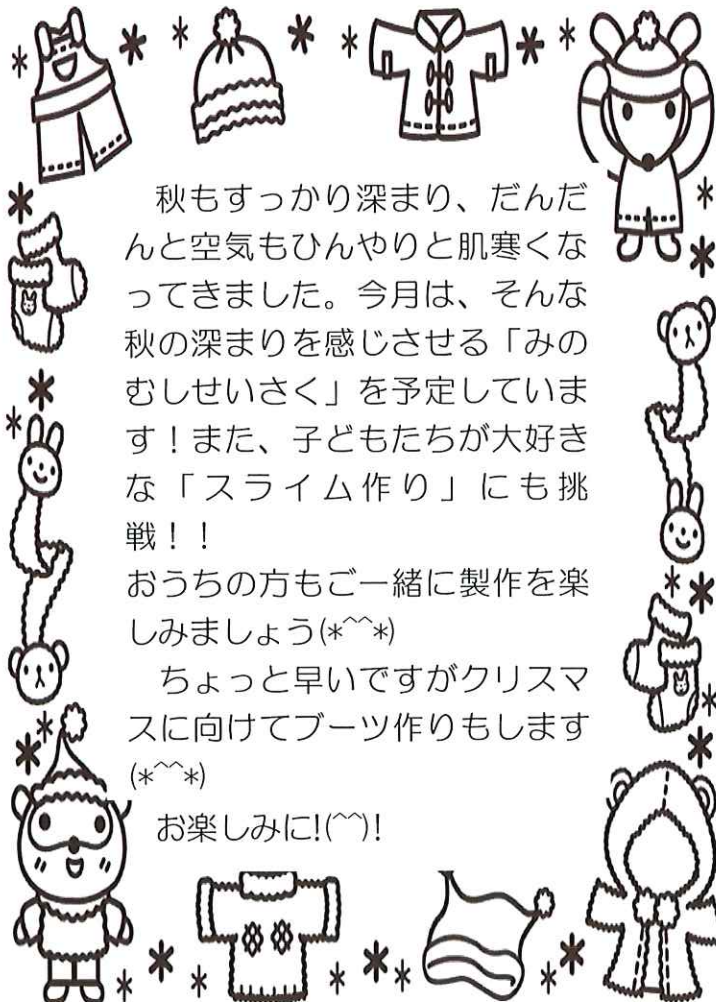 秋もすっかり深まり、だんだ
んと空気もひんやりと肌寒くな
ってきました。今月は、そんな
秋の深まりを感じさせる「みの
むしせいさく」を予定していま
す！また、子どもたちが大好き
な「スライム作り」にも挑
戦！！
おうちの方もご一緒に製作を楽
しみましょう(*^^*)
　ちょっと早いですがクリスマ
スに向けてブーツ作りもします
(*^^*)
　お楽しみに!(^^)!